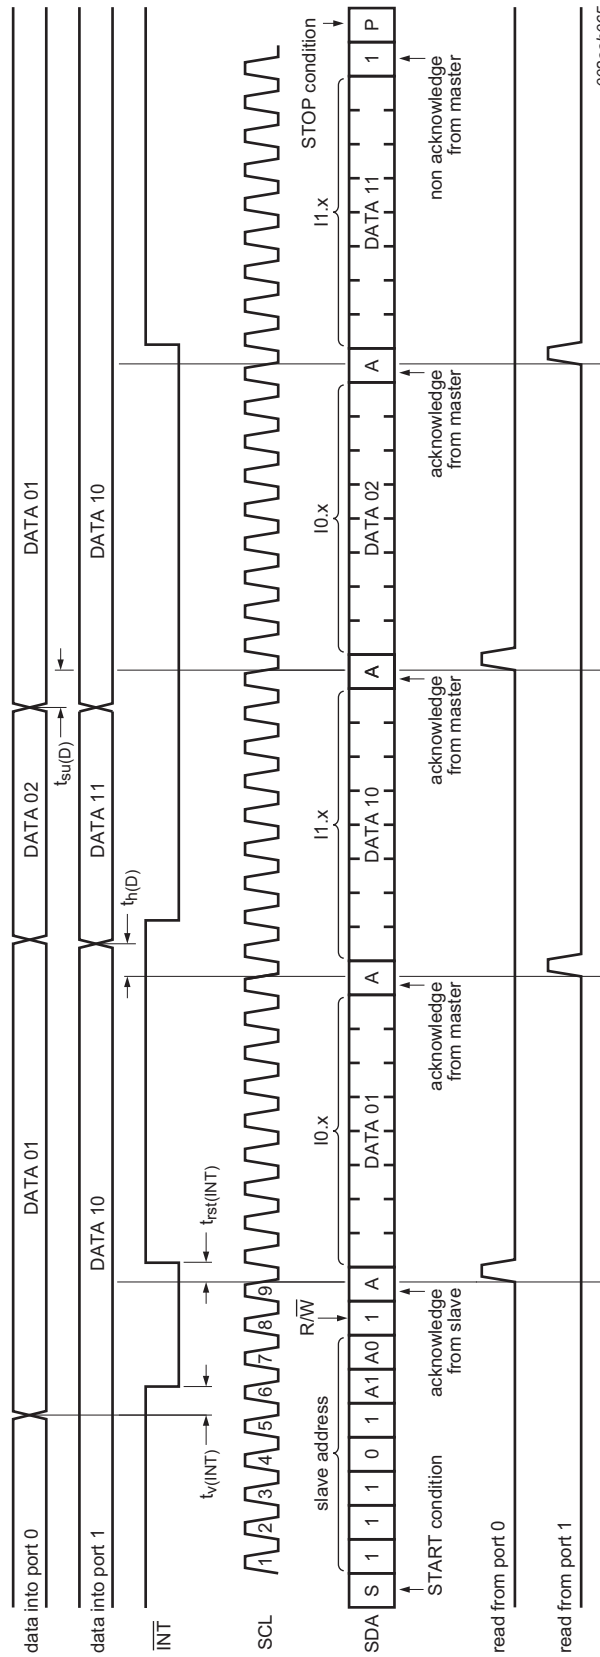 data into port 0
DATA 01
DATA 02
DATA 01
tsu(D)
data into port 1
DATA 10
DATA 11
DATA 10
th(D)
INT
tv(INT)
trst(INT)
SCL
1 2 3 4 5 6 7 8 9
slave address
R/W
I0.x
I1.x
I0.x
I1.x
STOP condition
SDA
S 1 1 1 0 1 A1 A0 1 A DATA 01 A DATA 10 A DATA 02 A DATA 11 1 P
START condition
acknowledge
from slave
acknowledge
from master
acknowledge
from master
acknowledge
from master
non acknowledge
from master
read from port 0
read from port 1